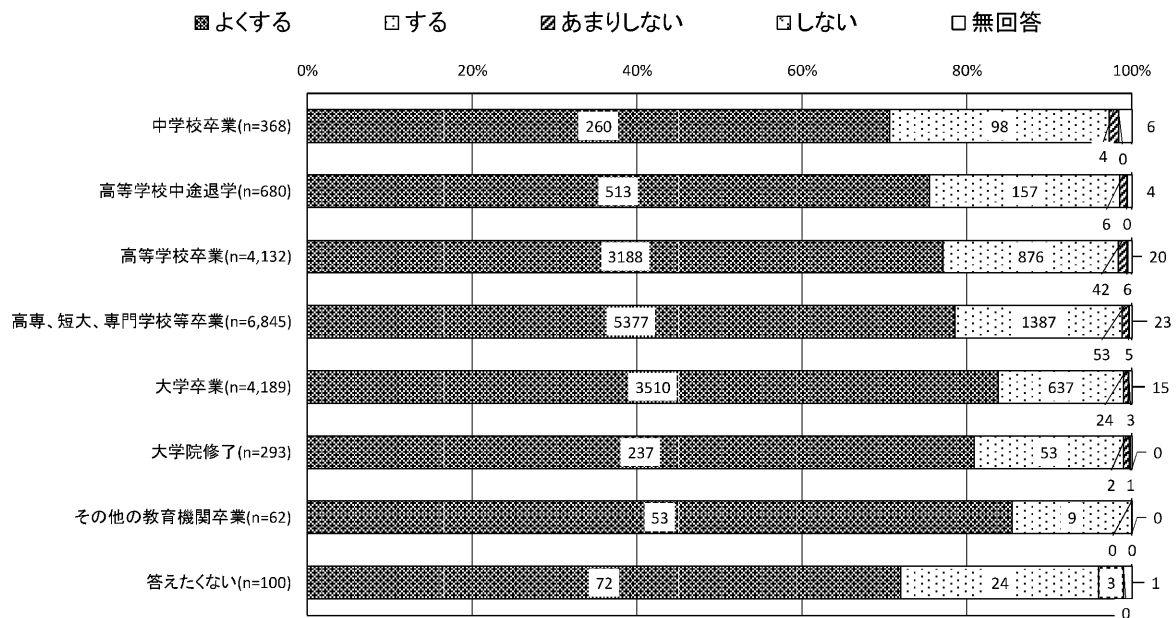 よくする する あまりしない しない 無回答
0% 20% 40% 60% 80% 100%
中学校卒業(n=368) 260 98 6
4 0
高等学校中途退学(n=680) 513 157 4
6 0
高等学校卒業(n=4,132) 3188 876 20
42 6
高専、短大、専門学校等卒業(n=6,845) 5377 1387 23
53 5
大学卒業(n=4,189) 3510 637 15
24 3
大学院修了(n=293) 237 53 0
2 1
その他の教育機関卒業(n=62) 53 9 0
0 0
答えたくない(n=100) 72 24 3 1
0